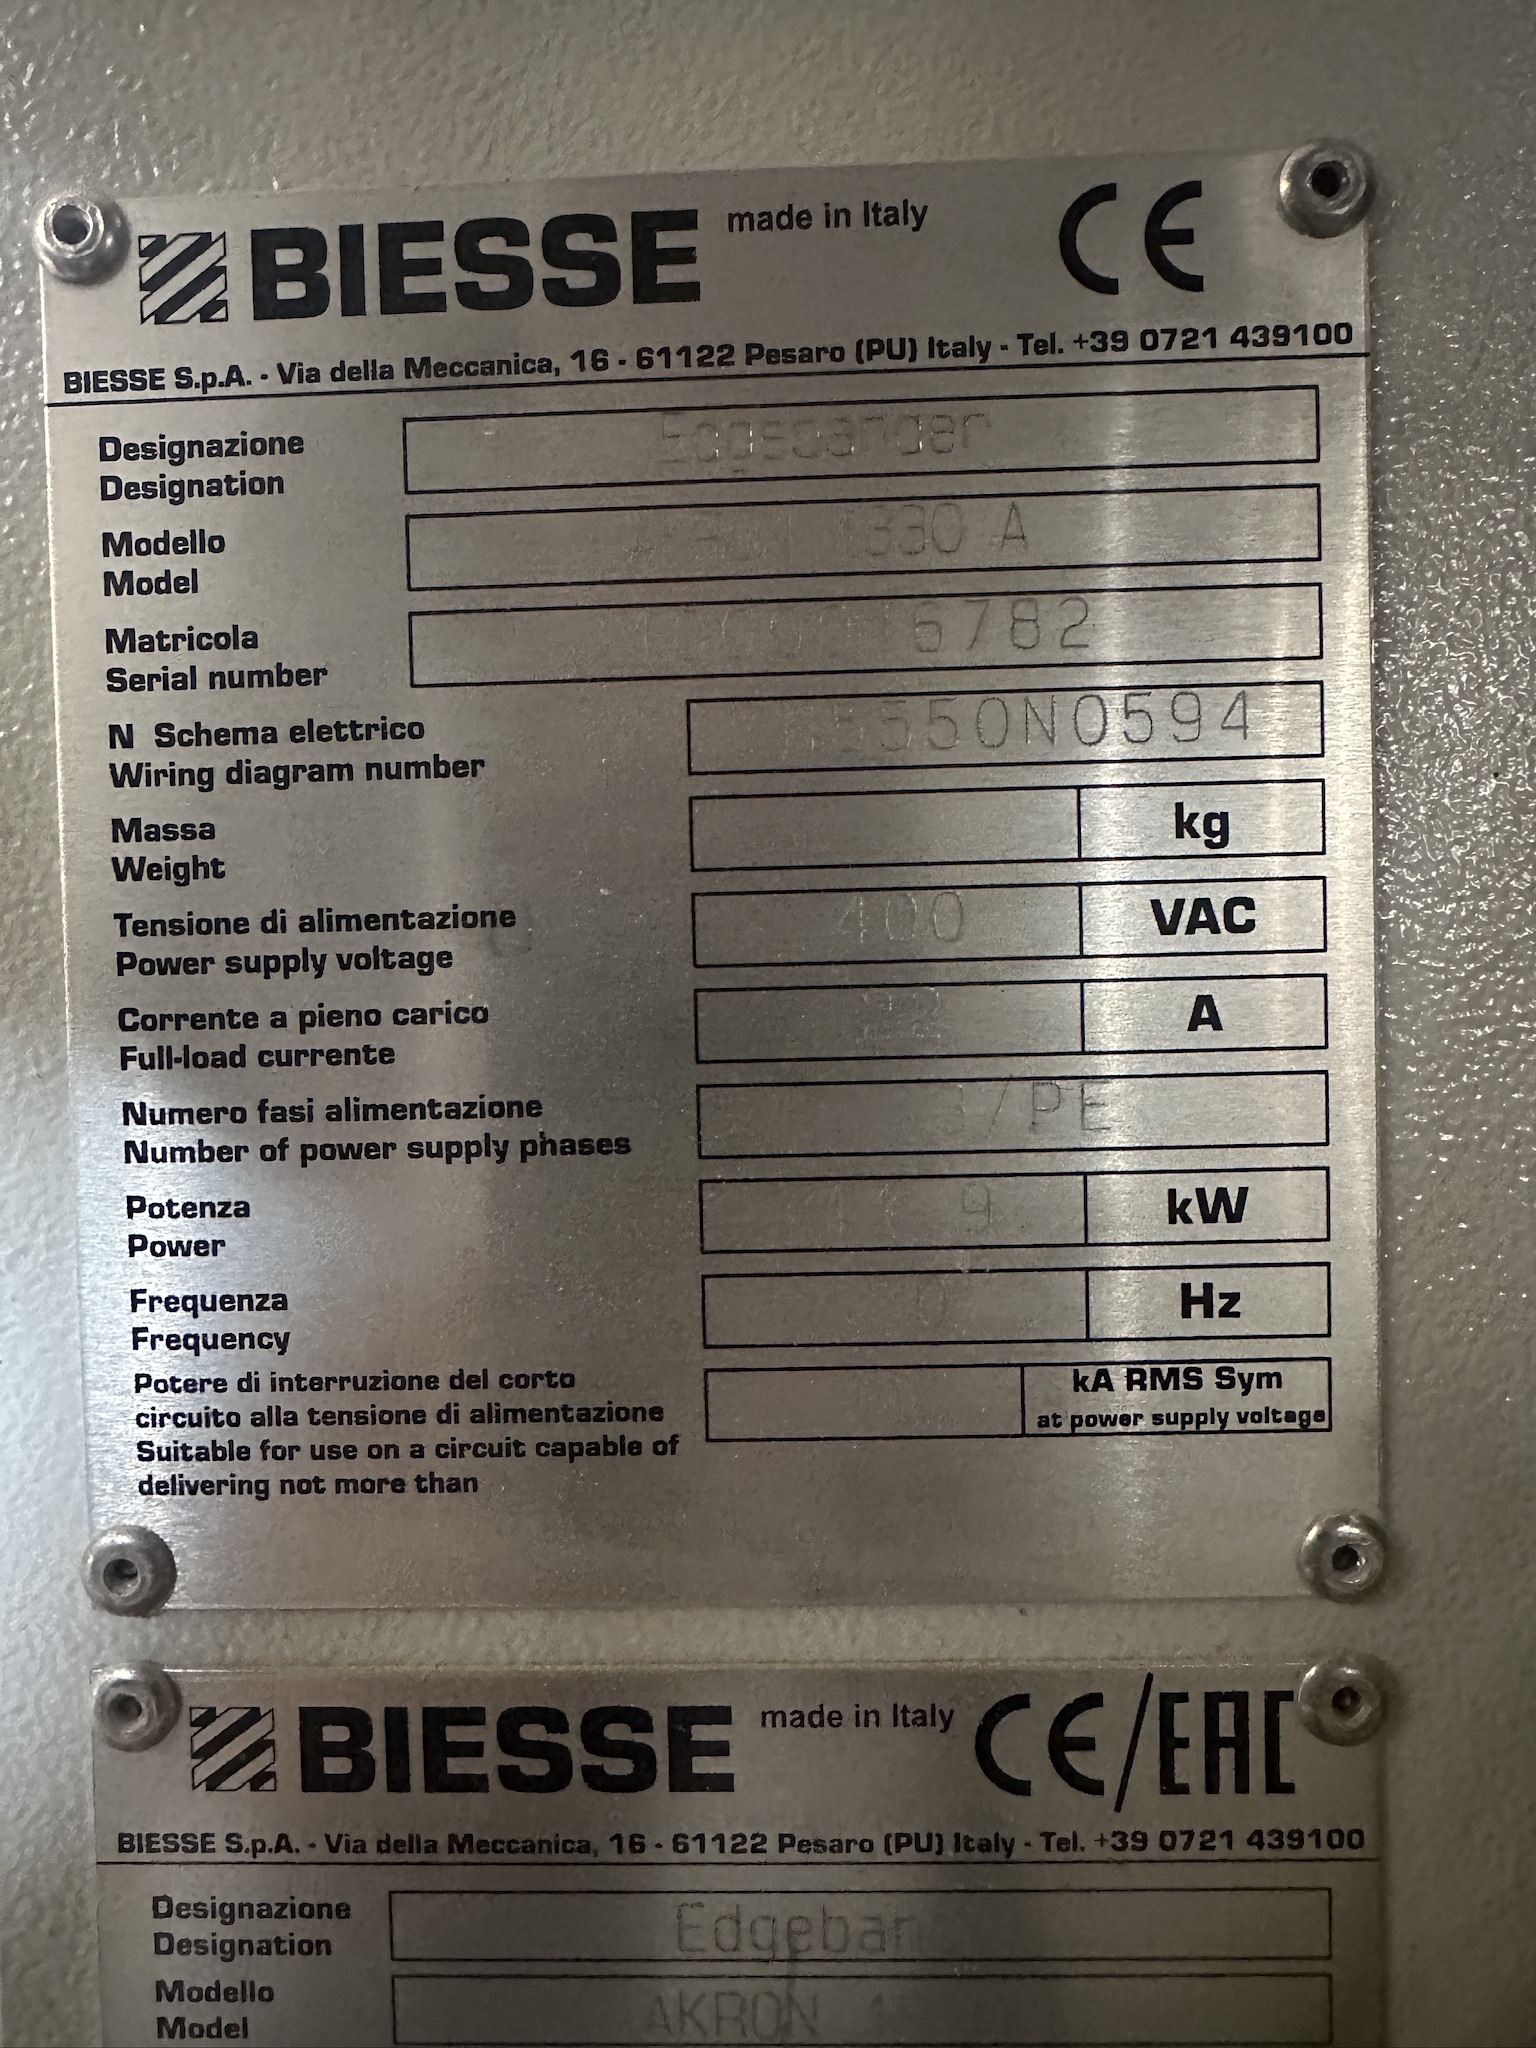 BIESSE made in Italy CE
BIESSE S.p.A. - Via della Meccanica, 16 - 61122 Pesaro (PU) Italy - Tel. +39 0721 439100
Designazione
Designation
Modello
Model
330 A
Matricola
Serial number
6782
N Schema elettrico
Wiring diagram number
550N0594
Massa
Weight
kg
Tensione di alimentazione
Power supply voltage
400 VAC
Corrente a pieno carico
Full-load currente
A
Numero fasi alimentazione
Number of power supply phases
3/PE
Potenza
Power
9 kW
Frequenza
Frequency
Hz
Potere di interruzione del corto
circuito alla tensione di alimentazione
Suitable for use on a circuit capable of
delivering not more than
kA RMS Sym
at power supply voltage
BIESSE made in Italy CE/EAC
BIESSE S.p.A. - Via della Meccanica, 16 - 61122 Pesaro (PU) Italy - Tel. +39 0721 439100
Designazione
Designation
Edgeban
Modello
Model
AKRON